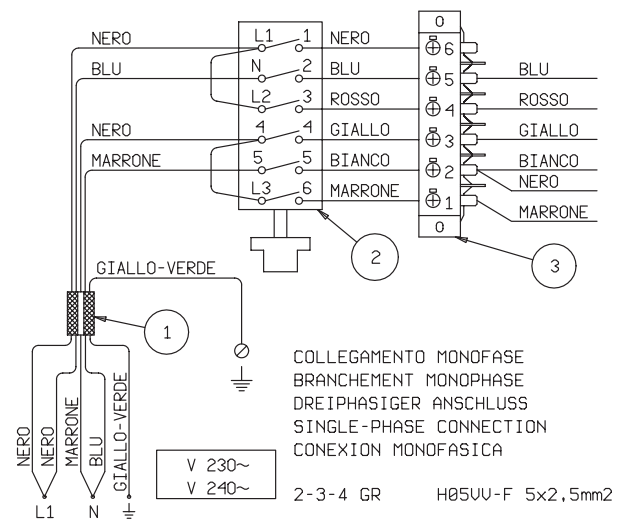 L1 1 NERO 0
NERO 6
BLU N 2 BLU 5 BLU
L2 3 ROSSO 4 ROSSO
NERO 4 4 GIALLO 3 GIALLO
MARRONE 5 5 BIANCO 2 BIANCO
NERO
L3 6 MARRONE 1 MARRONE
0
2
3
GIALLO-VERDE
1
NERO
NERO
MARRONE
BLU
GIALLO-VERDE
L1 N
V 230~
V 240~
COLLEGAMENTO MONOFASE
BRANCHEMENT MONOPHASE
DREIPHASIGER ANSCHLUSS
SINGLE-PHASE CONNECTION
CONEXION MONOFASICA
2-3-4 GR H05VV-F 5x2,5mm2